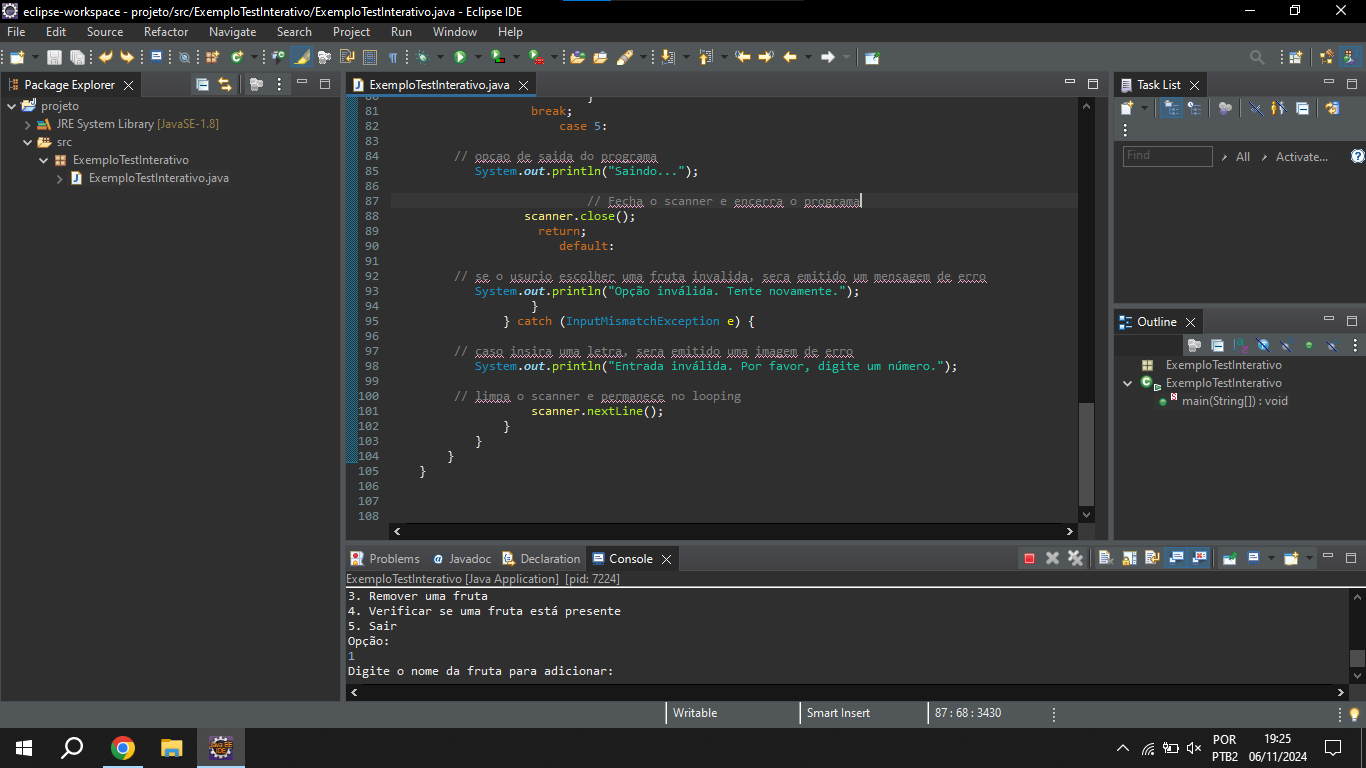 eclipse-workspace - projeto/src/ExemploTestInterativo/ExemploTestInterativo.java - Eclipse IDE
File Edit Source Refactor Navigate Search Project Run Window Help
Package Explorer
projeto
JRE System Library [JavaSE-1.8]
src
ExemploTestInterativo
ExemploTestInterativo.java
ExemploTestInterativo.java
80 }
81 break;
82 case 5:
83
84 // opcao de saida do programa
85 System.out.println("Saindo...");
86
87 // Fecha o scanner e encerra o programa
88 scanner.close();
89 return;
90 default:
91
92 // se o usurio escolher uma fruta invalida, sera emitido um mensagem de erro
93 System.out.println("Opção inválida. Tente novamente.");
94 }
95 } catch (InputMismatchException e) {
96
97 // caso insira uma letra, sera emitido uma imagem de erro
98 System.out.println("Entrada inválida. Por favor, digite um número.");
99
100 // limpa o scanner e permanece no looping
101 scanner.nextLine();
102 }
103 }
104 }
105 }
106
107
108
Task List
Find All Activate...
Outline
ExemploTestInterativo
ExemploTestInterativo
main(String[]) : void
Problems Javadoc Declaration Console
ExemploTestInterativo [Java Application] [pid: 7224]
3. Remover uma fruta
4. Verificar se uma fruta está presente
5. Sair
Opção:
1
Digite o nome da fruta para adicionar:
Writable Smart Insert 87 : 68 : 3430
POR
PTB2
19:25
06/11/2024